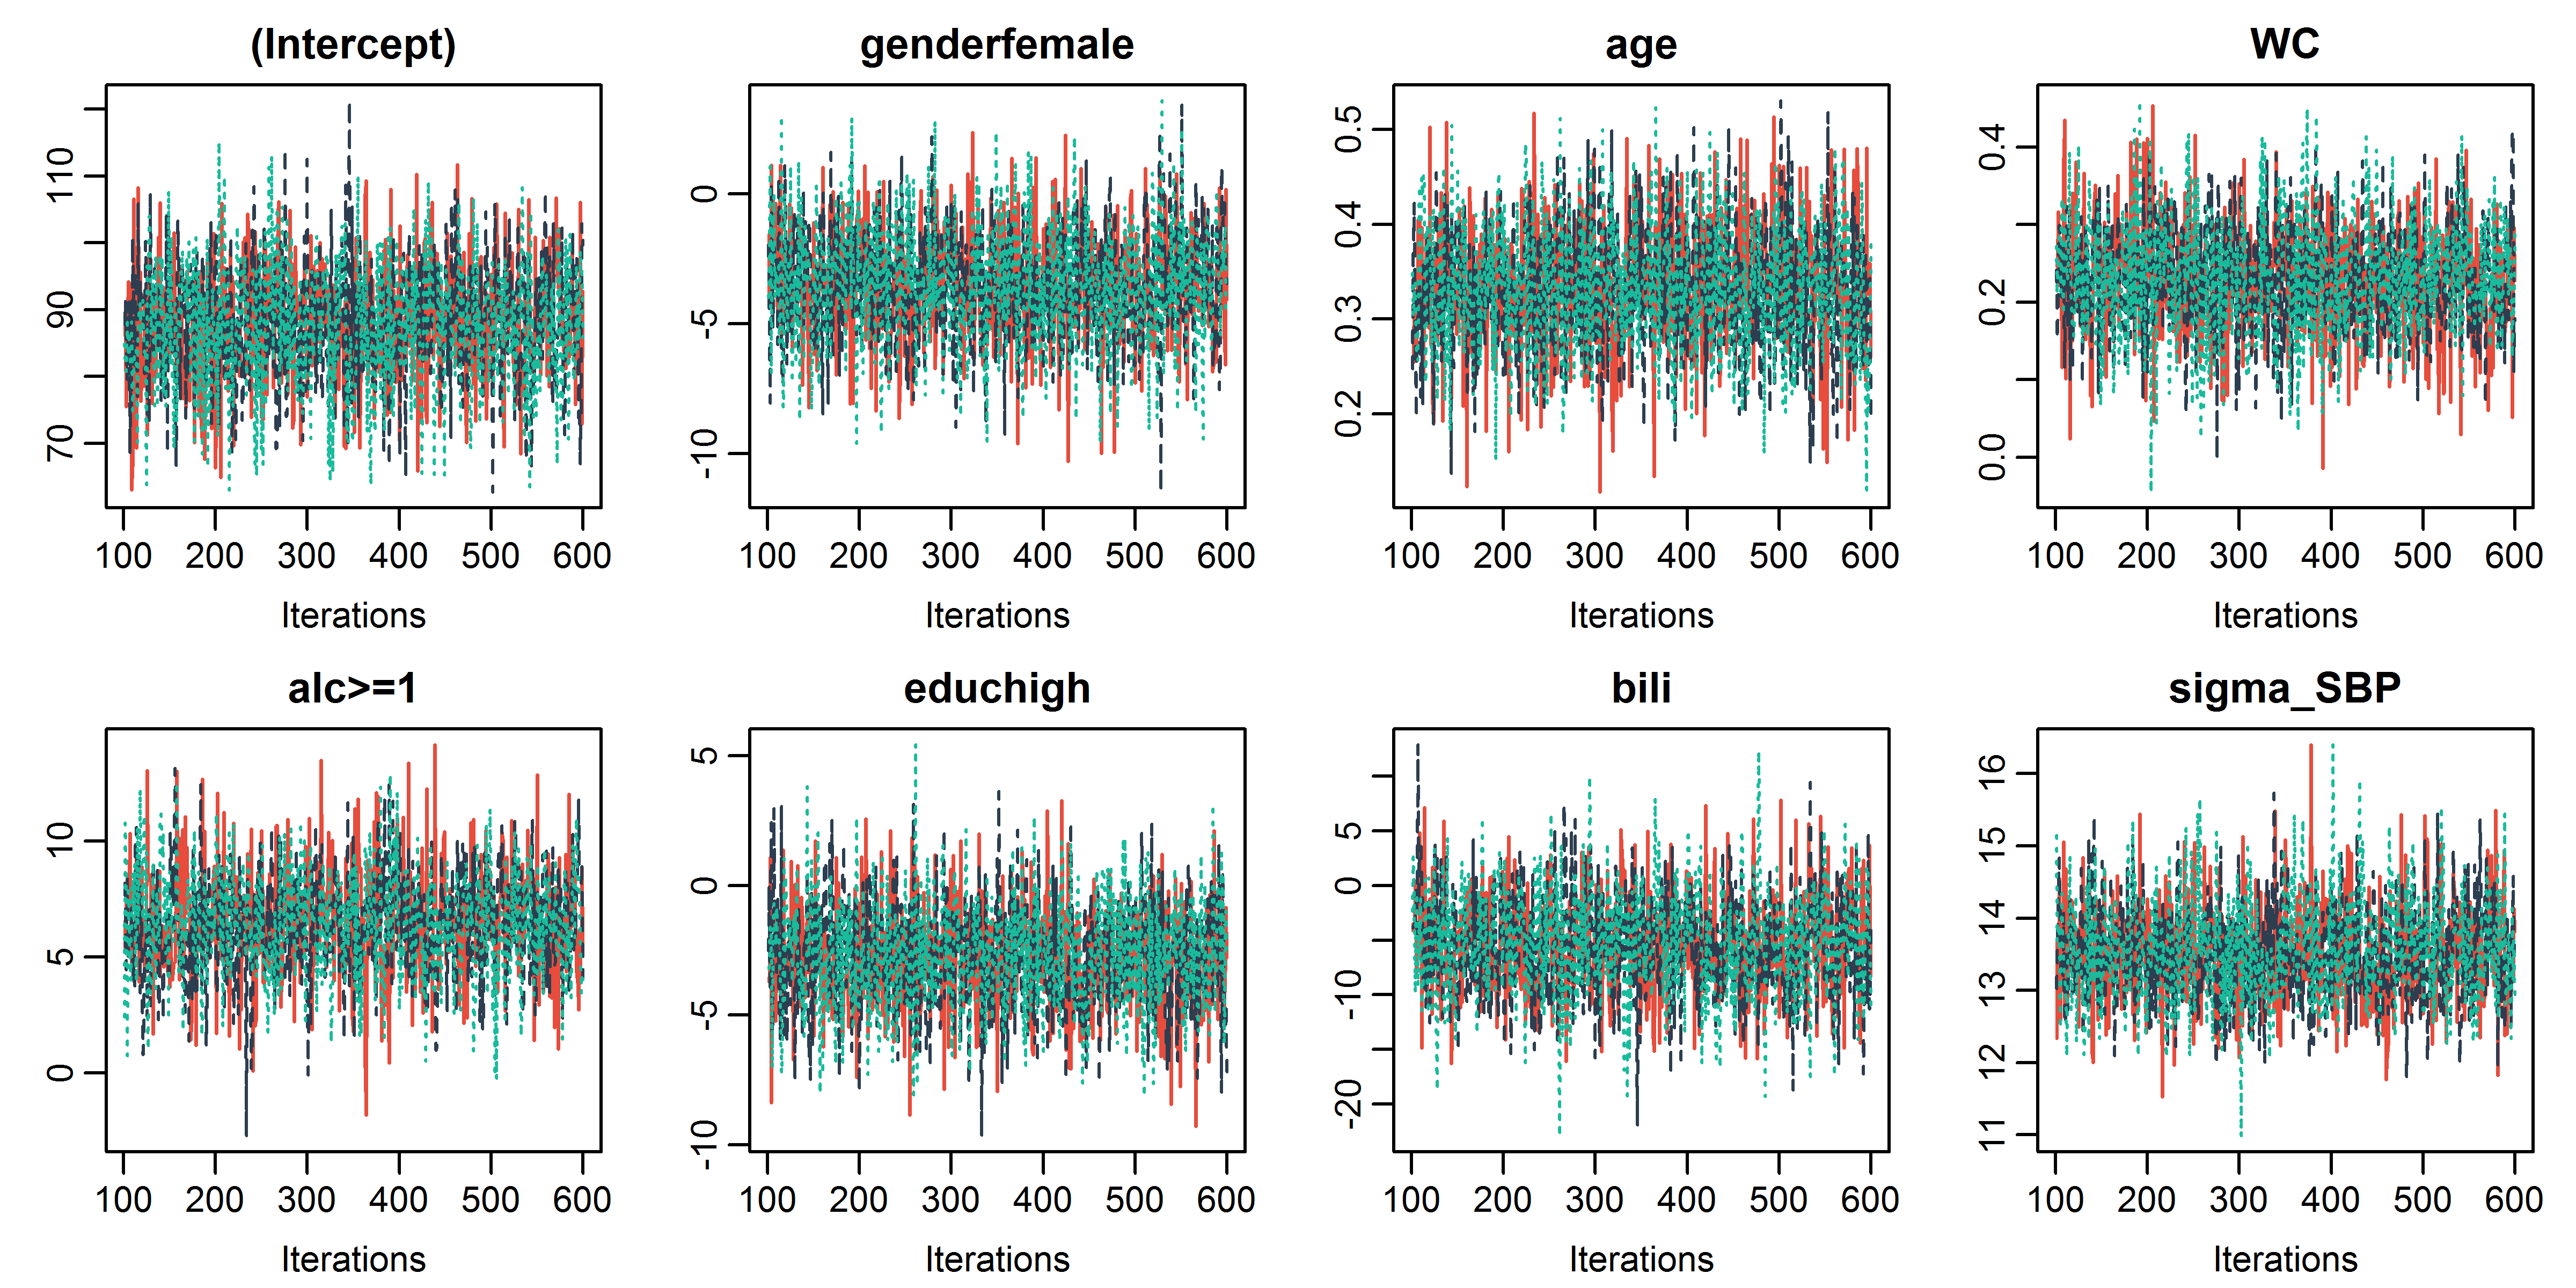 (Intercept) genderfemale age WC
110 90 70
0 -5 -10
0.5 0.4 0.3 0.2
0.4 0.2 0.0
100 200 300 400 500 600 100 200 300 400 500 600 100 200 300 400 500 600 100 200 300 400 500 600
Iterations Iterations Iterations Iterations
alc>=1 educhigh bili sigma_SBP
10 5 0
5 0 -5 -10
5 0 -10 -20
16 15 14 13 12 11
100 200 300 400 500 600 100 200 300 400 500 600 100 200 300 400 500 600 100 200 300 400 500 600
Iterations Iterations Iterations Iterations